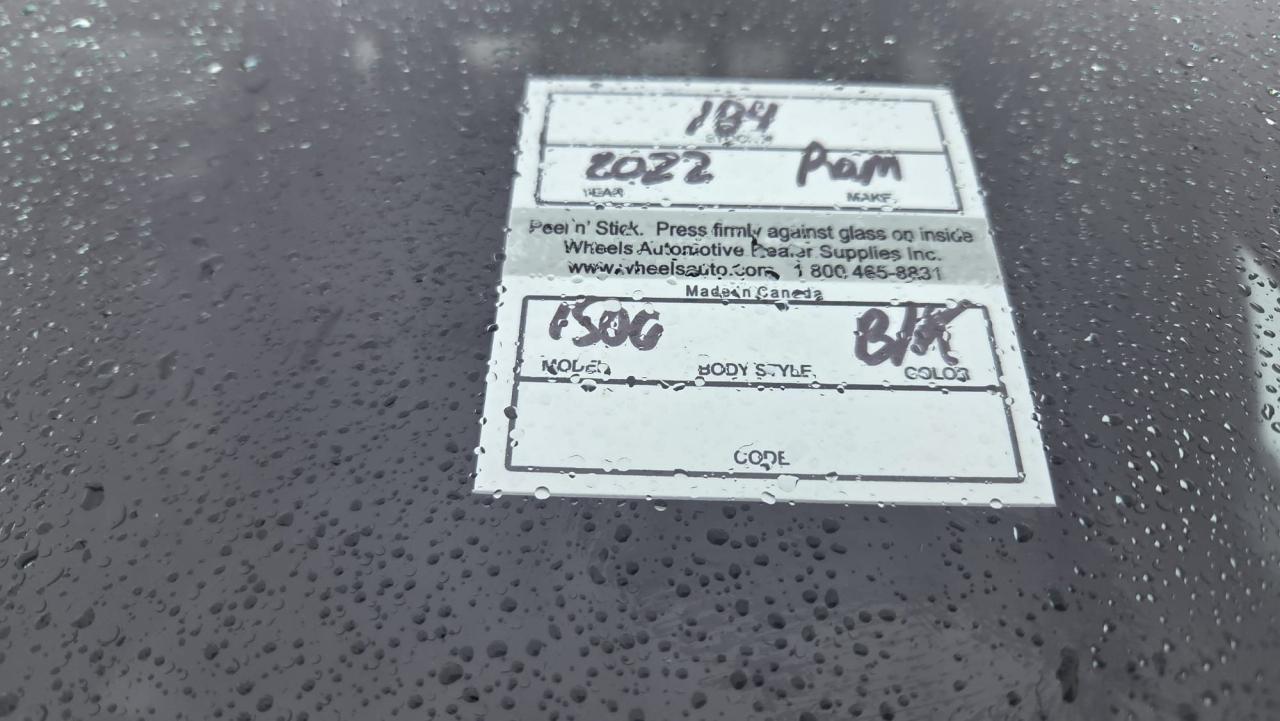 184
2022 Ram
YEAR MAKE
Peel 'n' Stick. Press firmly against glass on inside
Wheels Automotive Dealer Supplies Inc.
www.wheelsauto.com 1 800 465-8831
Made in Canada
1500 Blk
MODEL BODY STYLE COLOR
CODE